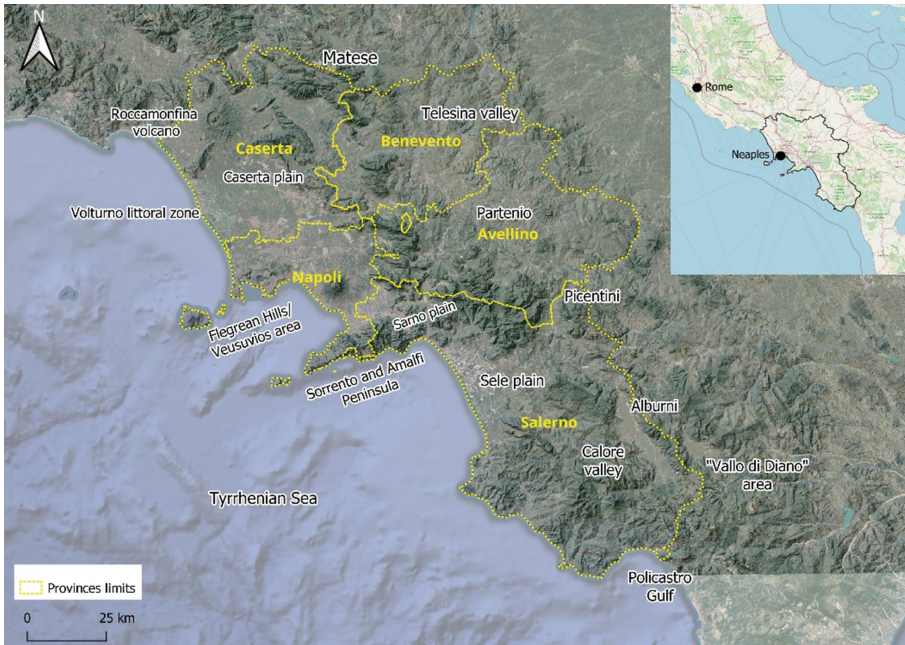 N
Matese
Roccamonfina
volcano
Telesina valley
Caserta
Benevento
Caserta plain
Volturno littoral zone
Partenio
Avellino
Napoli
Picentini
Flegrean Hills/
Veusuvios area
Sarno plain
Sorrento and Amalfi
Peninsula
Sele plain
Alburni
Salerno
Calore
valley
"Vallo di Diano"
area
Tyrrhenian Sea
Policastro
Gulf
Provinces limits
0 25 km
Rome
Neaples